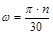 ω = π · n / 30